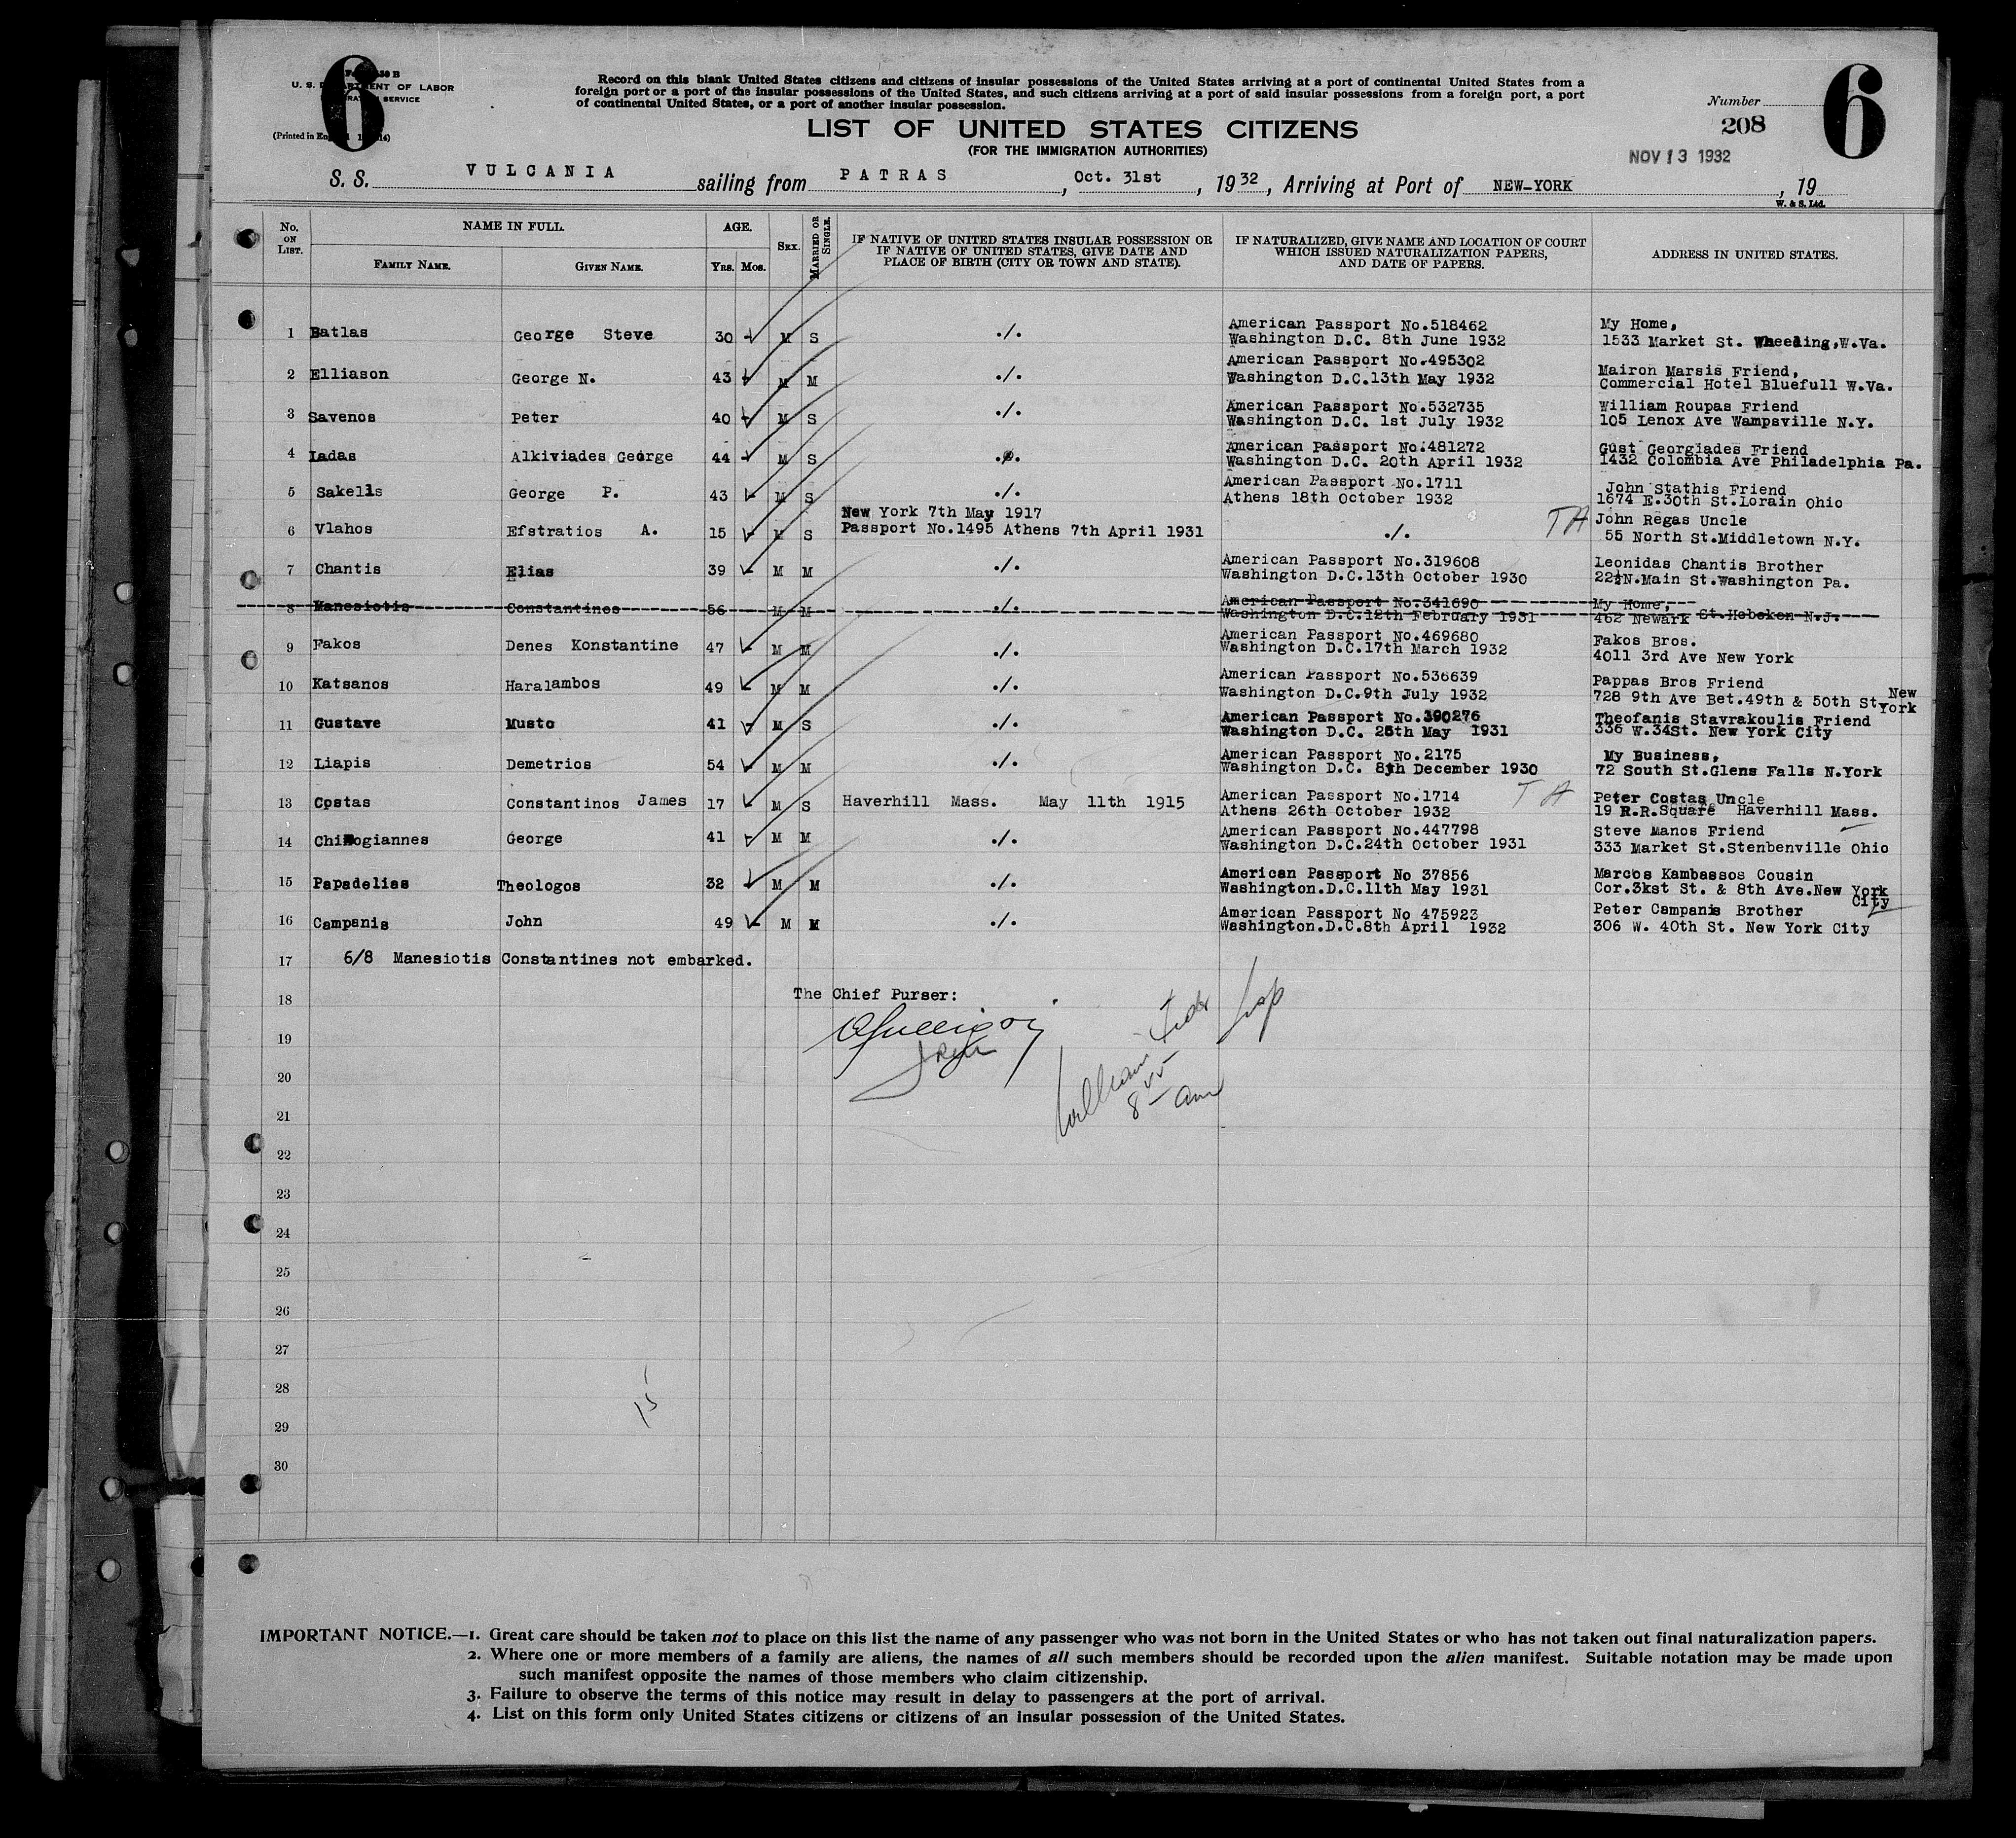 6
U. S. DEPARTMENT OF LABOR
SERVICE
(Printed in
Record on this blank United States citizens and citizens of insular possessions of the United States arriving at a port of continental United States from a
foreign port or a port of the insular possessions of the United States, and such citizens arriving at a port of said insular possessions from a foreign port, a port
of continental United States, or a port of another insular possession.
LIST OF UNITED STATES CITIZENS
(FOR THE IMMIGRATION AUTHORITIES)
Number
208
6
NOV 13 1932
S. S. VULCANIA sailing from PATRAS, Oct. 31st, 1932, Arriving at Port of NEW-YORK, 19
W. & S. Ltd.
No. ON LIST. NAME IN FULL. FAMILY NAME. GIVEN NAME. AGE. YRS. MOS. SEX. MARRIED OR SINGLE. IF NATIVE OF UNITED STATES INSULAR POSSESSION OR IF NATIVE OF UNITED STATES, GIVE DATE AND PLACE OF BIRTH (CITY OR TOWN AND STATE). IF NATURALIZED, GIVE NAME AND LOCATION OF COURT WHICH ISSUED NATURALIZATION PAPERS, AND DATE OF PAPERS. ADDRESS IN UNITED STATES.
1 Batlas George Steve 30 M S ./. American Passport No.518462 Washington D.C. 8th June 1932 My Home, 1533 Market St. Wheeling,W.Va.
2 Elliason George N. 43 M M ./. American Passport No.495302 Washington D.C.13th May 1932 Mairon Marsis Friend, Commercial Hotel Bluefull W.Va.
3 Savenos Peter 40 M S ./. American Passport No.532735 Washington D.C. 1st July 1932 William Roupas Friend 105 Lenox Ave Wampsville N.Y.
4 Ladas Alkiviades George 44 M S ./. American Passport No.481272 Washington D.C. 20th April 1932 Gust Georgiades Friend 1432 Colombia Ave Philadelphia Pa.
5 Sakells George P. 43 M S ./. American Passport No.1711 Athens 18th October 1932 John Stathis Friend 1674 E.30th St.Lorain Ohio
6 Vlahos Efstratios A. 15 M S New York 7th May 1917 Passport No.1495 Athens 7th April 1931 ./. TA John Regas Uncle 55 North St.Middletown N.Y.
7 Chantis Elias 39 M M ./. American Passport No.319608 Washington D.C.13th October 1930 Leonidas Chantis Brother 22½N.Main St.Washington Pa.
8 Manesiotis Constantinos 56 M M ./. American Passport No.341690 Washington D.C.12th February 1931 My Home, 462 Newark St.Hoboken N.J.
9 Fakos Denes Konstantine 47 M M ./. American Passport No.469680 Washington D.C.17th March 1932 Fakos Bros. 4011 3rd Ave New York
10 Katsanos Haralambos 49 M M ./. American Passport No.536639 Washington D.C.9th July 1932 Pappas Bros Friend 728 9th Ave Bet.49th & 50th St New York
11 Gustave Musto 41 M S ./. American Passport No.390276 Washington D.C. 25th May 1931 Theofanis Stavrakoulis Friend 336 W.34St. New York City
12 Liapis Demetrios 54 M M ./. American Passport No.2175 Washington D.C. 8th December 1930 My Business, 72 South St.Glens Falls N.York
13 Costas Constantinos James 17 M S Haverhill Mass. May 11th 1915 American Passport No.1714 Athens 26th October 1932 TA Peter Costas Uncle 19 R.R.Square Haverhill Mass.
14 Chimogiannes George 41 M M ./. American Passport No.447798 Washington D.C.24th October 1931 Steve Manos Friend 333 Market St.Stenbenville Ohio
15 Papadelias Theologos 32 M M ./. American Passport No 37856 Washington.D.C.11th May 1931 Marcos Kambassos Cousin Cor.3kst St. & 8th Ave.New York City
16 Campanis John 49 M M ./. American Passport No 475923 Washington.D.C.8th April 1932 Peter Campanis Brother 306 W. 40th St. New York City
17 6/8 Manesiotis Constantines not embarked.
18 The Chief Purser:
19
20
William 8 am
21
22
23
24
25
26
27
28
15
29
30
IMPORTANT NOTICE.—1. Great care should be taken not to place on this list the name of any passenger who was not born in the United States or who has not taken out final naturalization papers.
2. Where one or more members of a family are aliens, the names of all such members should be recorded upon the alien manifest. Suitable notation may be made upon
such manifest opposite the names of those members who claim citizenship.
3. Failure to observe the terms of this notice may result in delay to passengers at the port of arrival.
4. List on this form only United States citizens or citizens of an insular possession of the United States.